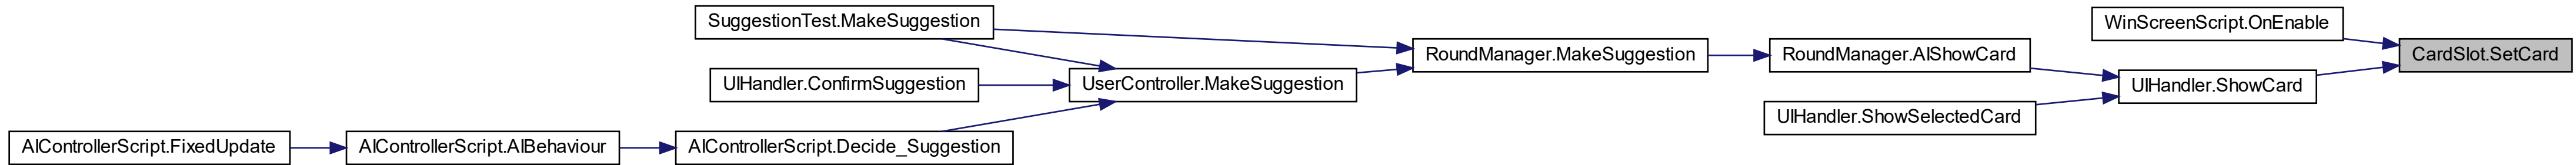 SuggestionTest.MakeSuggestion
WinScreenScript.OnEnable
RoundManager.MakeSuggestion
RoundManager.AIShowCard
CardSlot.SetCard
UIHandler.ConfirmSuggestion
UserController.MakeSuggestion
UIHandler.ShowCard
UIHandler.ShowSelectedCard
AIControllerScript.FixedUpdate
AIControllerScript.AIBehaviour
AIControllerScript.Decide_Suggestion